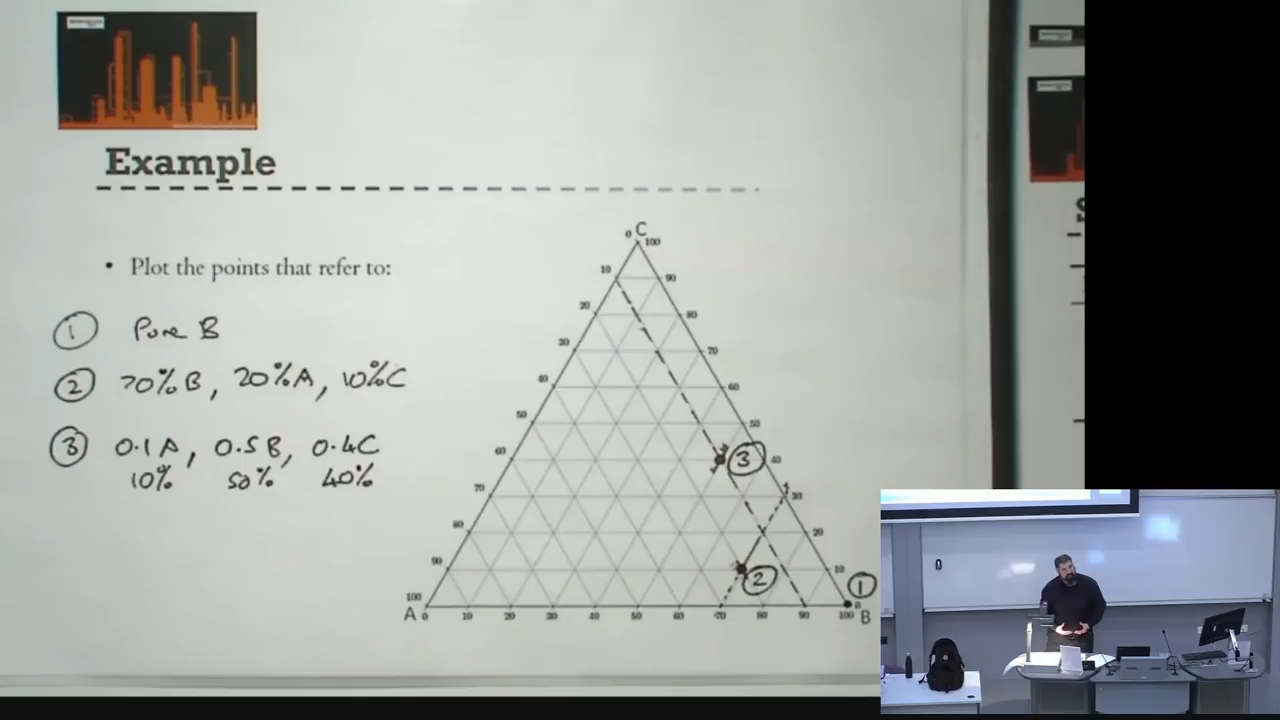 Example
• Plot the points that refer to:
① Pure B
② 70% B, 20% A, 10% C
③ 0.1 A, 0.5 B, 0.4 C
10% 50% 40%
C
0 100
10 90
20 80
30 70
40 60
50 50
60 40
③
70 30
80 20
90 10
② ①
100 0
A 0 10 20 30 40 50 60 70 80 90 100 B